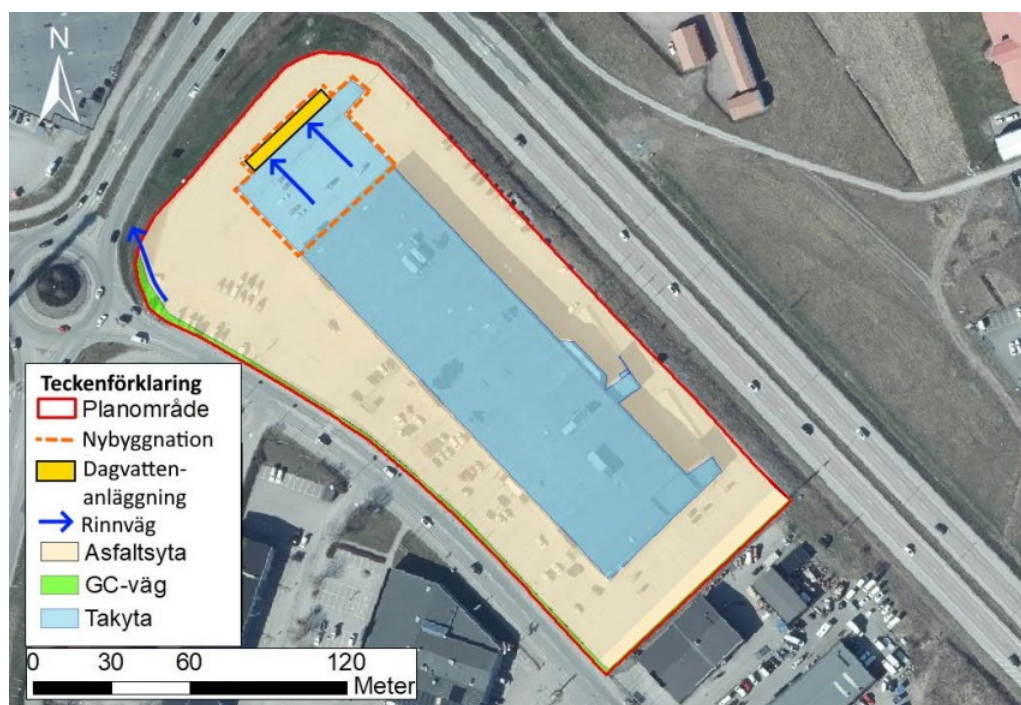 N
Teckenförklaring
Planområde
Nybyggnation
Dagvatten-
anläggning
Rinnväg
Asfaltsyta
GC-väg
Takyta
0 30 60 120
Meter